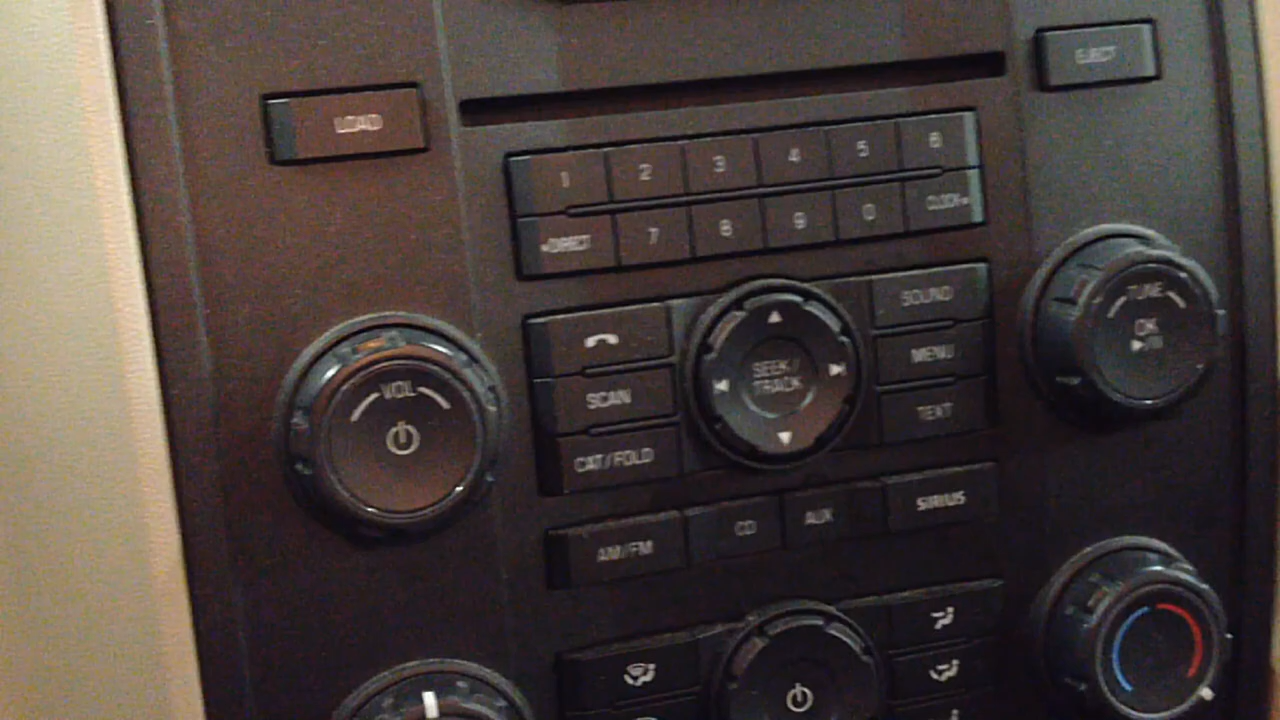 EJECT
LOAD
1 2 3 4 5 6
DIRECT 7 8 9 0 CLOCK
SOUND
TUNE
OK
SEEK/
TRACK
MENU
VOL
SCAN
TEXT
CAT/FOLD
AM/FM CD AUX SIRIUS